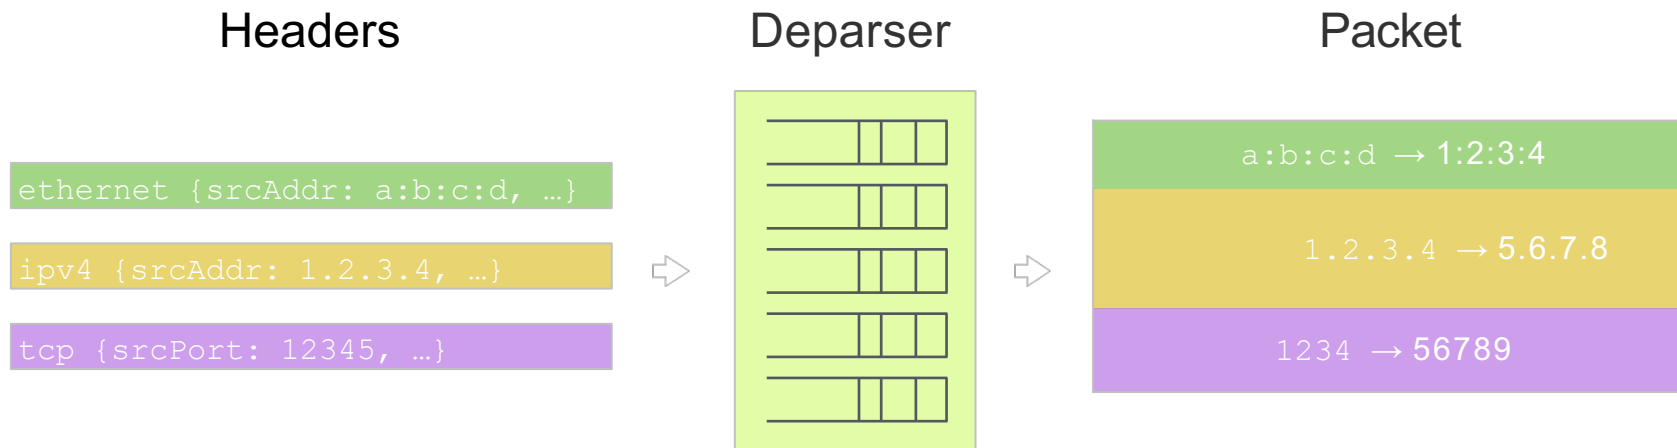 Headers
Deparser
Packet
ethernet {srcAddr: a:b:c:d, …}
ipv4 {srcAddr: 1.2.3.4, …}
tcp {srcPort: 12345, …}
a:b:c:d → 1:2:3:4
1.2.3.4 → 5.6.7.8
1234 → 56789